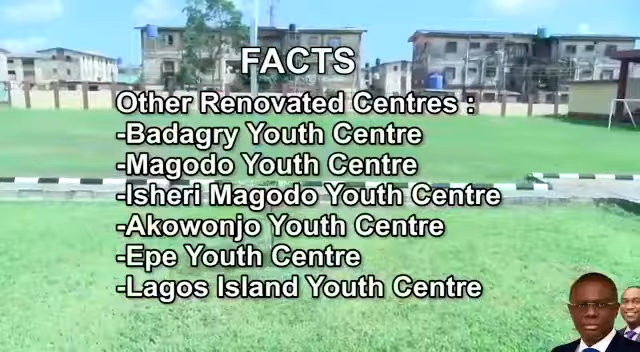 FACTS
Other Renovated Centres :
-Badagry Youth Centre
-Magodo Youth Centre
-Isheri Magodo Youth Centre
-Akowonjo Youth Centre
-Epe Youth Centre
-Lagos Island Youth Centre